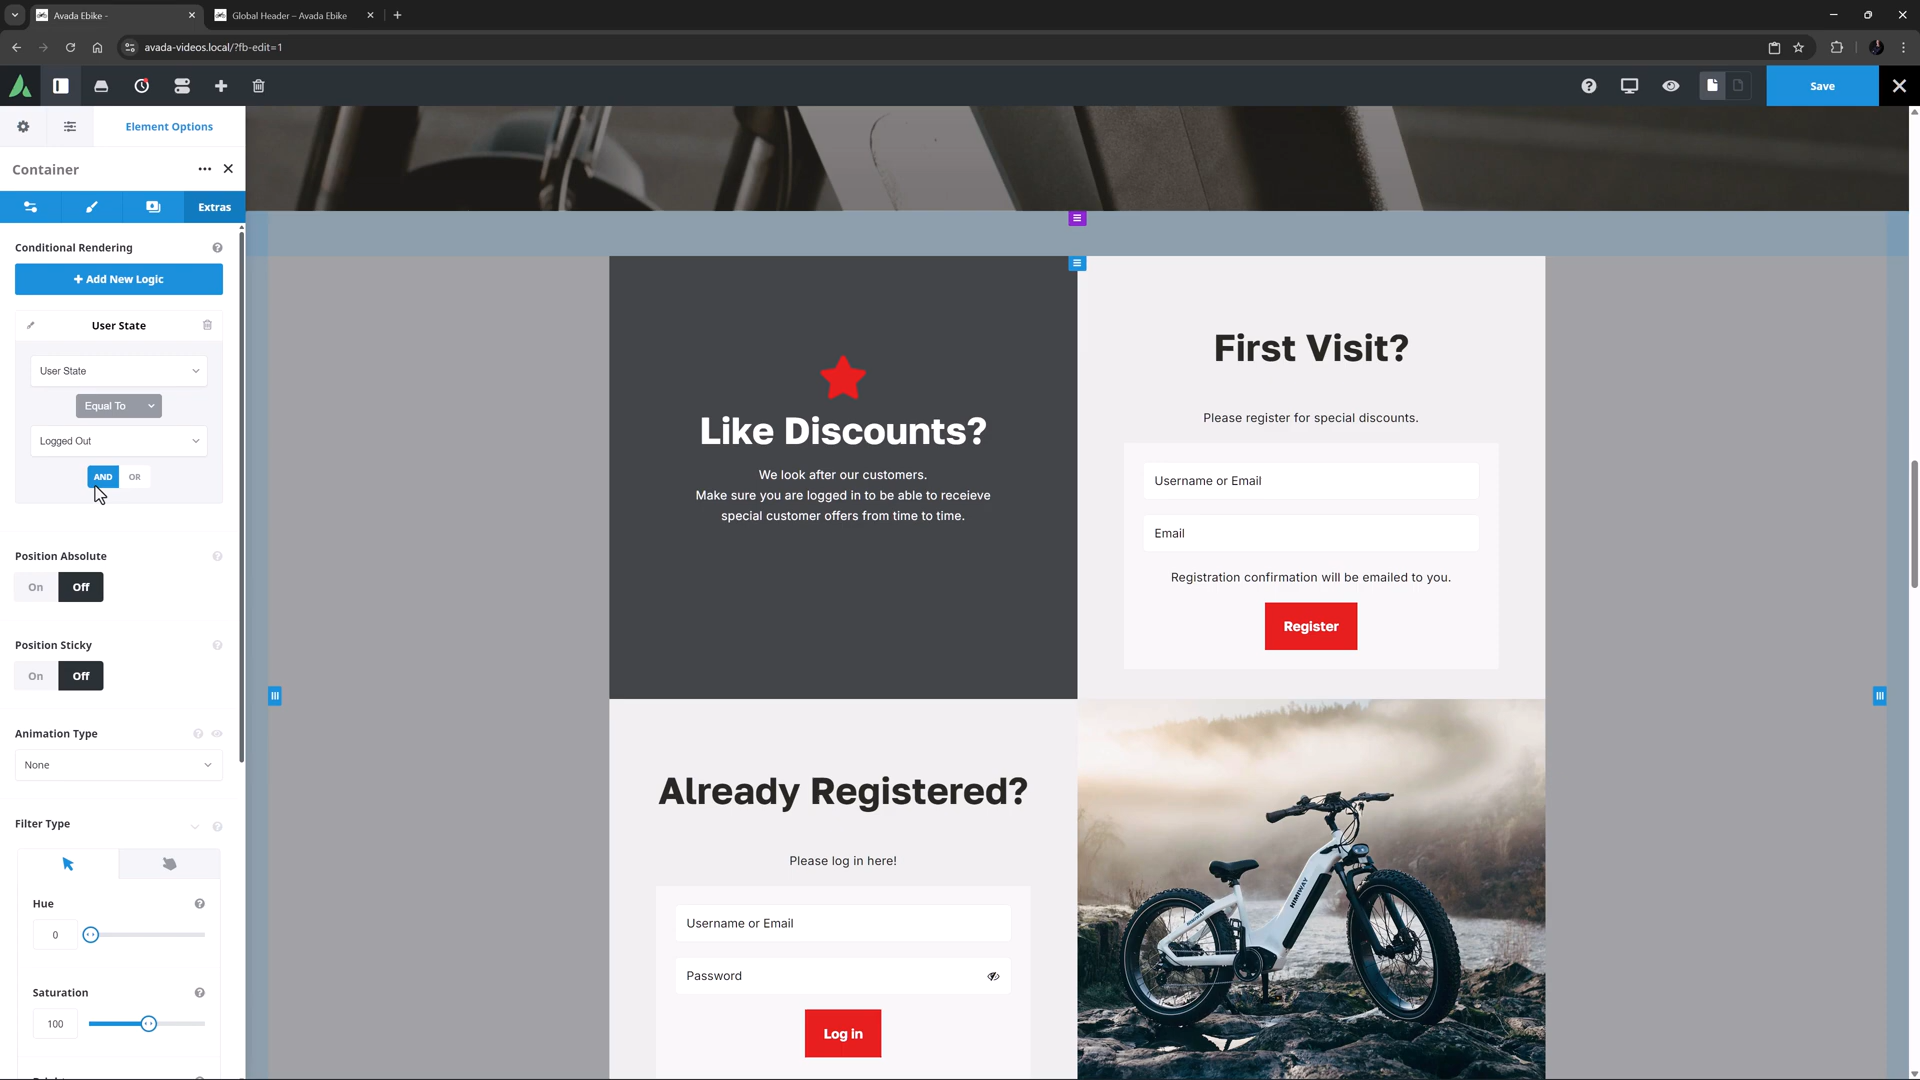 Avada Ebike -
Global Header – Avada Ebike
avada-videos.local/?fb-edit=1
Save
Element Options
Container
Extras
Conditional Rendering
+ Add New Logic
User State
User State
Equal To
Logged Out
AND OR
Position Absolute
On Off
Position Sticky
On Off
Animation Type
None
Filter Type
Hue
0
Saturation
100
Like Discounts?
We look after our customers.
Make sure you are logged in to be able to receieve
special customer offers from time to time.
First Visit?
Please register for special discounts.
Username or Email
Email
Registration confirmation will be emailed to you.
Register
Already Registered?
Please log in here!
Username or Email
Password
Log in
HIMIWAY